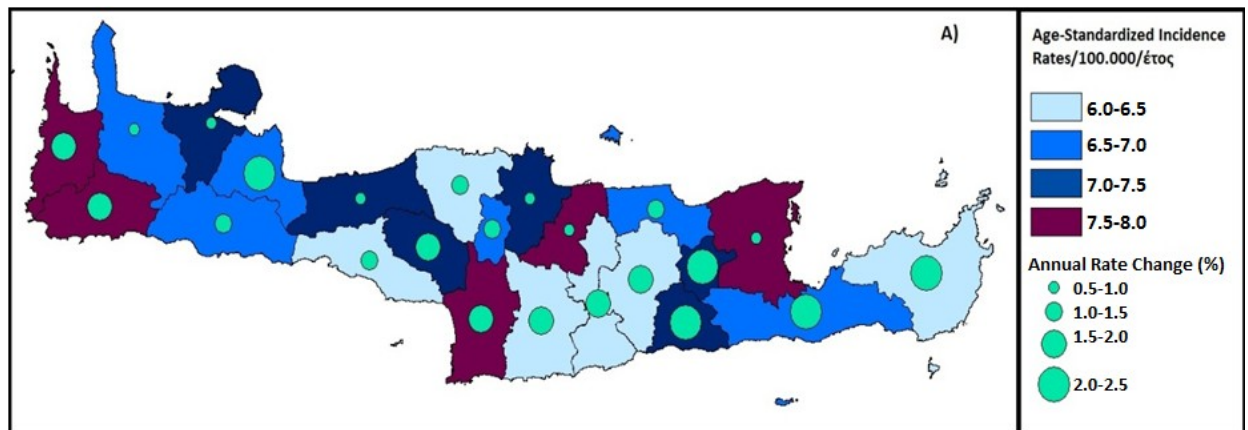 A)
Age-Standardized Incidence
Rates/100.000/έτος
6.0-6.5
6.5-7.0
7.0-7.5
7.5-8.0
Annual Rate Change (%)
0.5-1.0
1.0-1.5
1.5-2.0
2.0-2.5